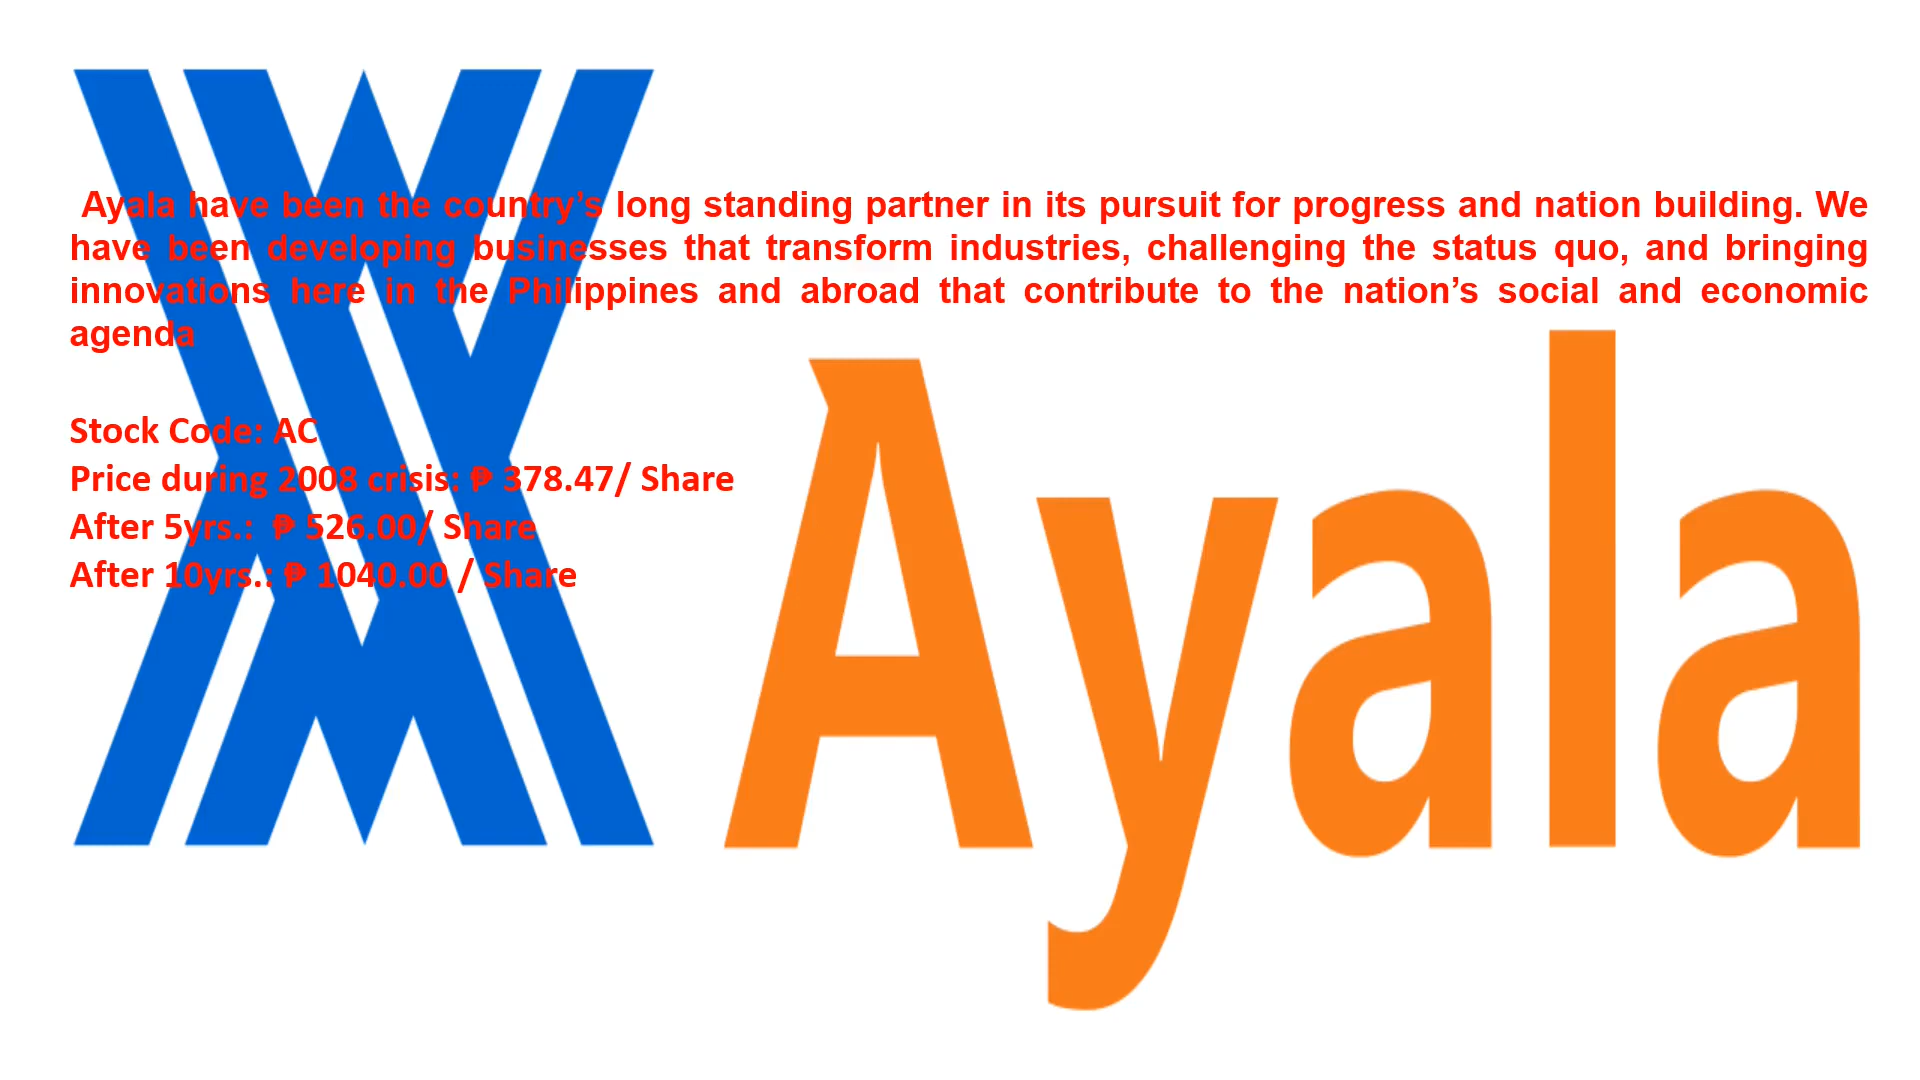 Ayala have been the country’s long standing partner in its pursuit for progress and nation building. We
have been developing businesses that transform industries, challenging the status quo, and bringing
innovations here in the Philippines and abroad that contribute to the nation’s social and economic
agenda
Stock Code: AC
Price during 2008 crisis: ₱ 378.47/ Share
After 5yrs.: ₱ 526.00/ Share
After 10yrs.: ₱ 1040.00 / Share
Ayala